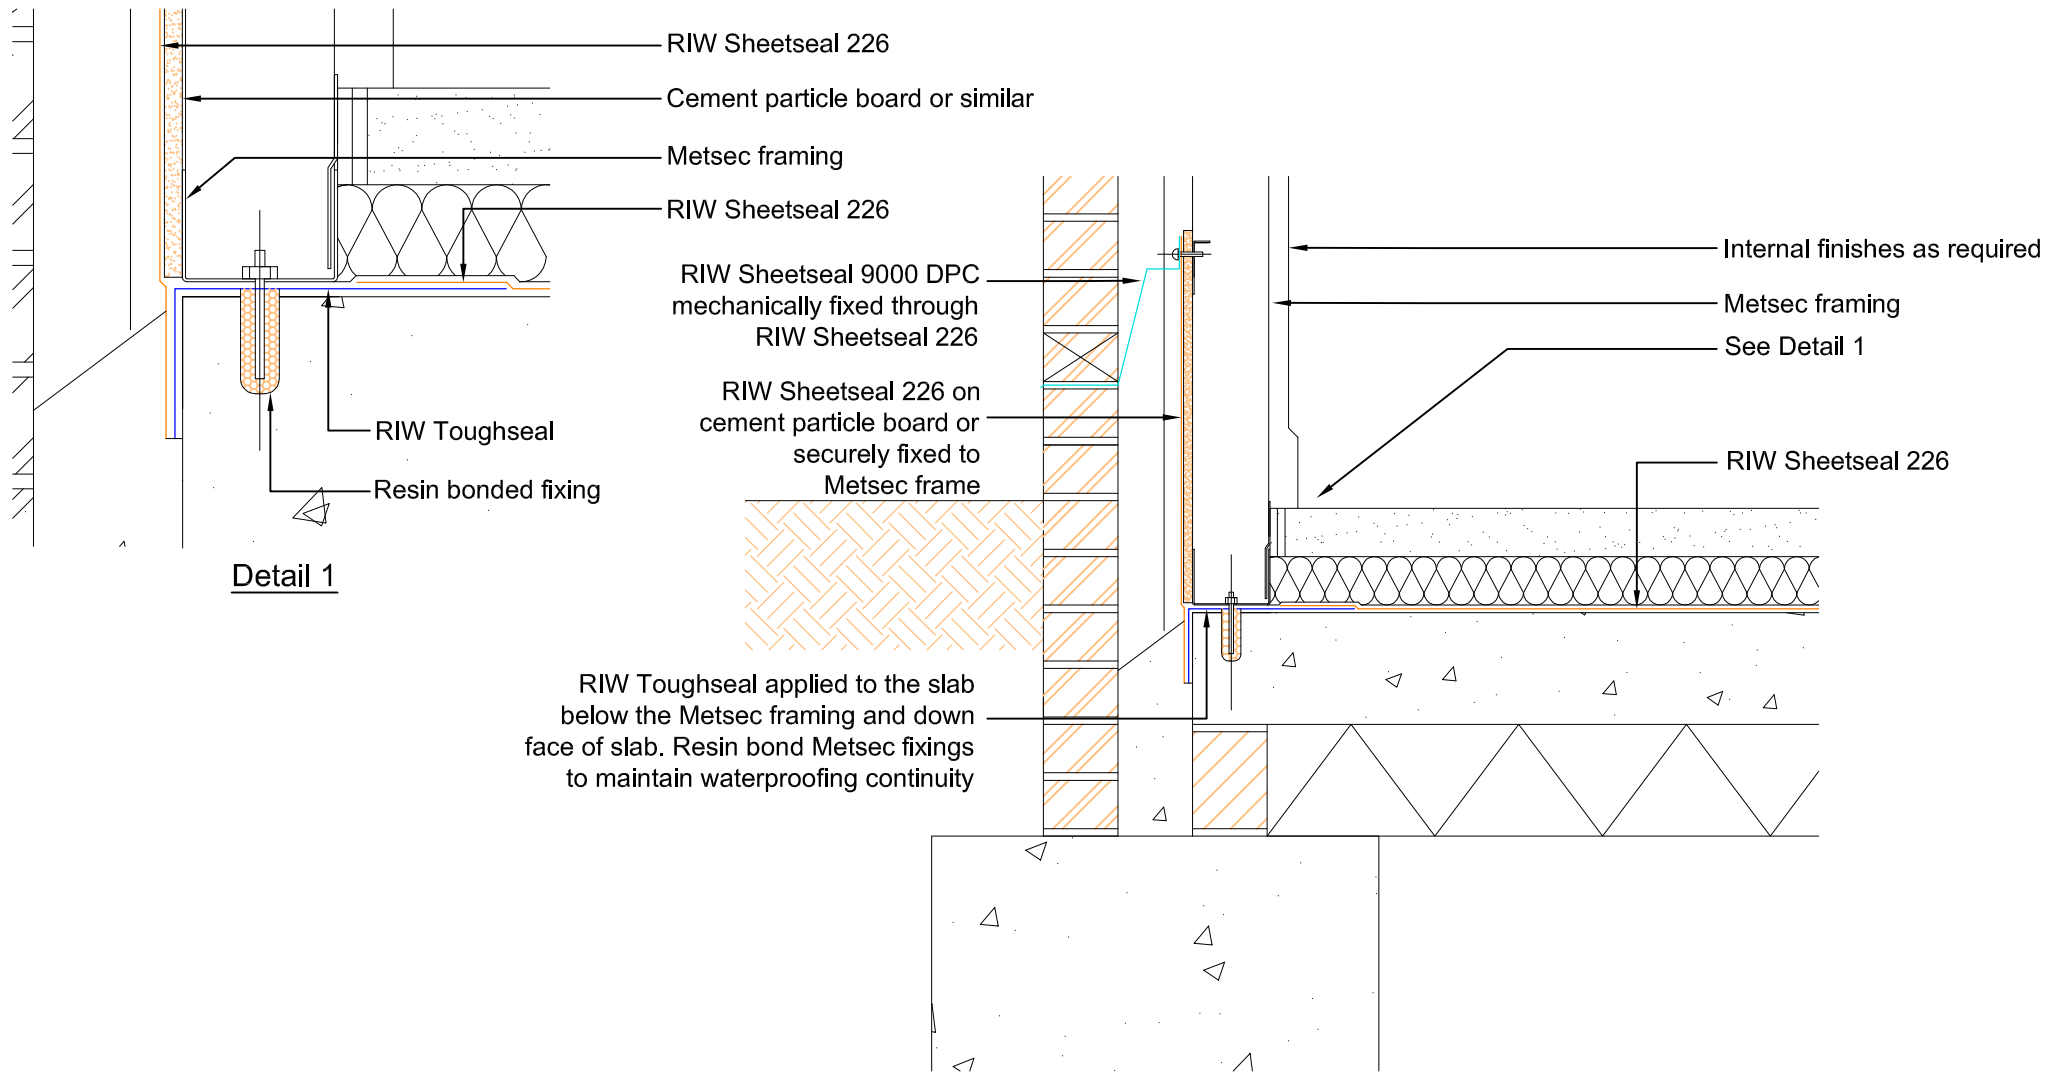 RIW Sheetseal 226
Cement particle board or similar
Metsec framing
RIW Sheetseal 226
RIW Toughseal
Resin bonded fixing
Detail 1
RIW Sheetseal 9000 DPC
mechanically fixed through
RIW Sheetseal 226
RIW Sheetseal 226 on
cement particle board or
securely fixed to
Metsec frame
RIW Toughseal applied to the slab
below the Metsec framing and down
face of slab. Resin bond Metsec fixings
to maintain waterproofing continuity
Internal finishes as required
Metsec framing
See Detail 1
RIW Sheetseal 226